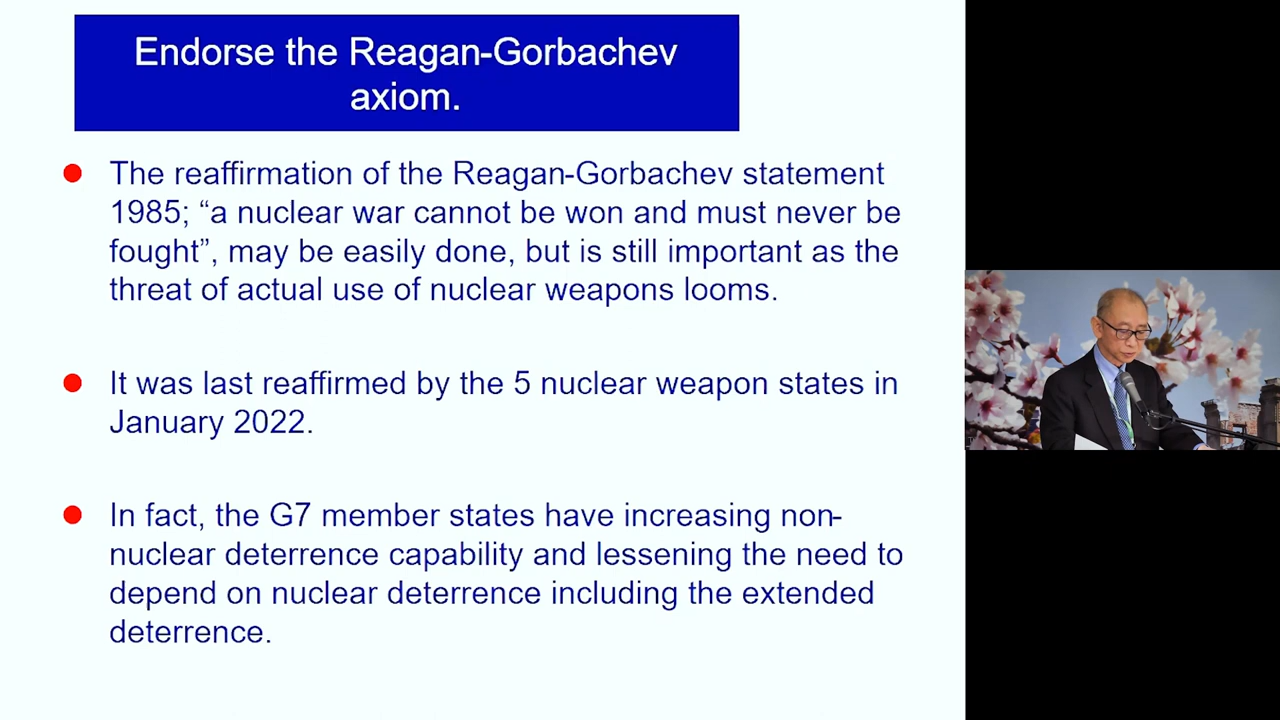 Endorse the Reagan-Gorbachev
axiom.
The reaffirmation of the Reagan-Gorbachev statement
1985; “a nuclear war cannot be won and must never be
fought”, may be easily done, but is still important as the
threat of actual use of nuclear weapons looms.
It was last reaffirmed by the 5 nuclear weapon states in
January 2022.
In fact, the G7 member states have increasing non-
nuclear deterrence capability and lessening the need to
depend on nuclear deterrence including the extended
deterrence.